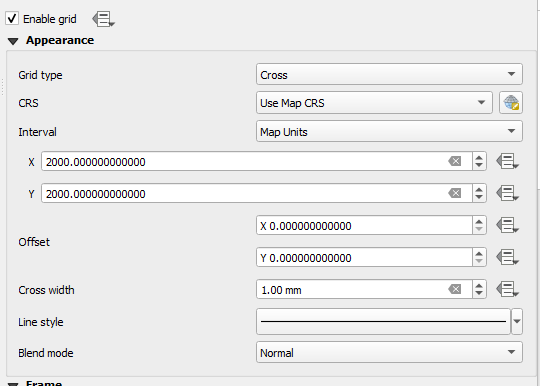 Enable grid
Appearance
Grid type Cross
CRS Use Map CRS
Interval Map Units
X 2000.000000000000
Y 2000.000000000000
X 0.000000000000
Offset
Y 0.000000000000
Cross width 1.00 mm
Line style
Blend mode Normal
Frame